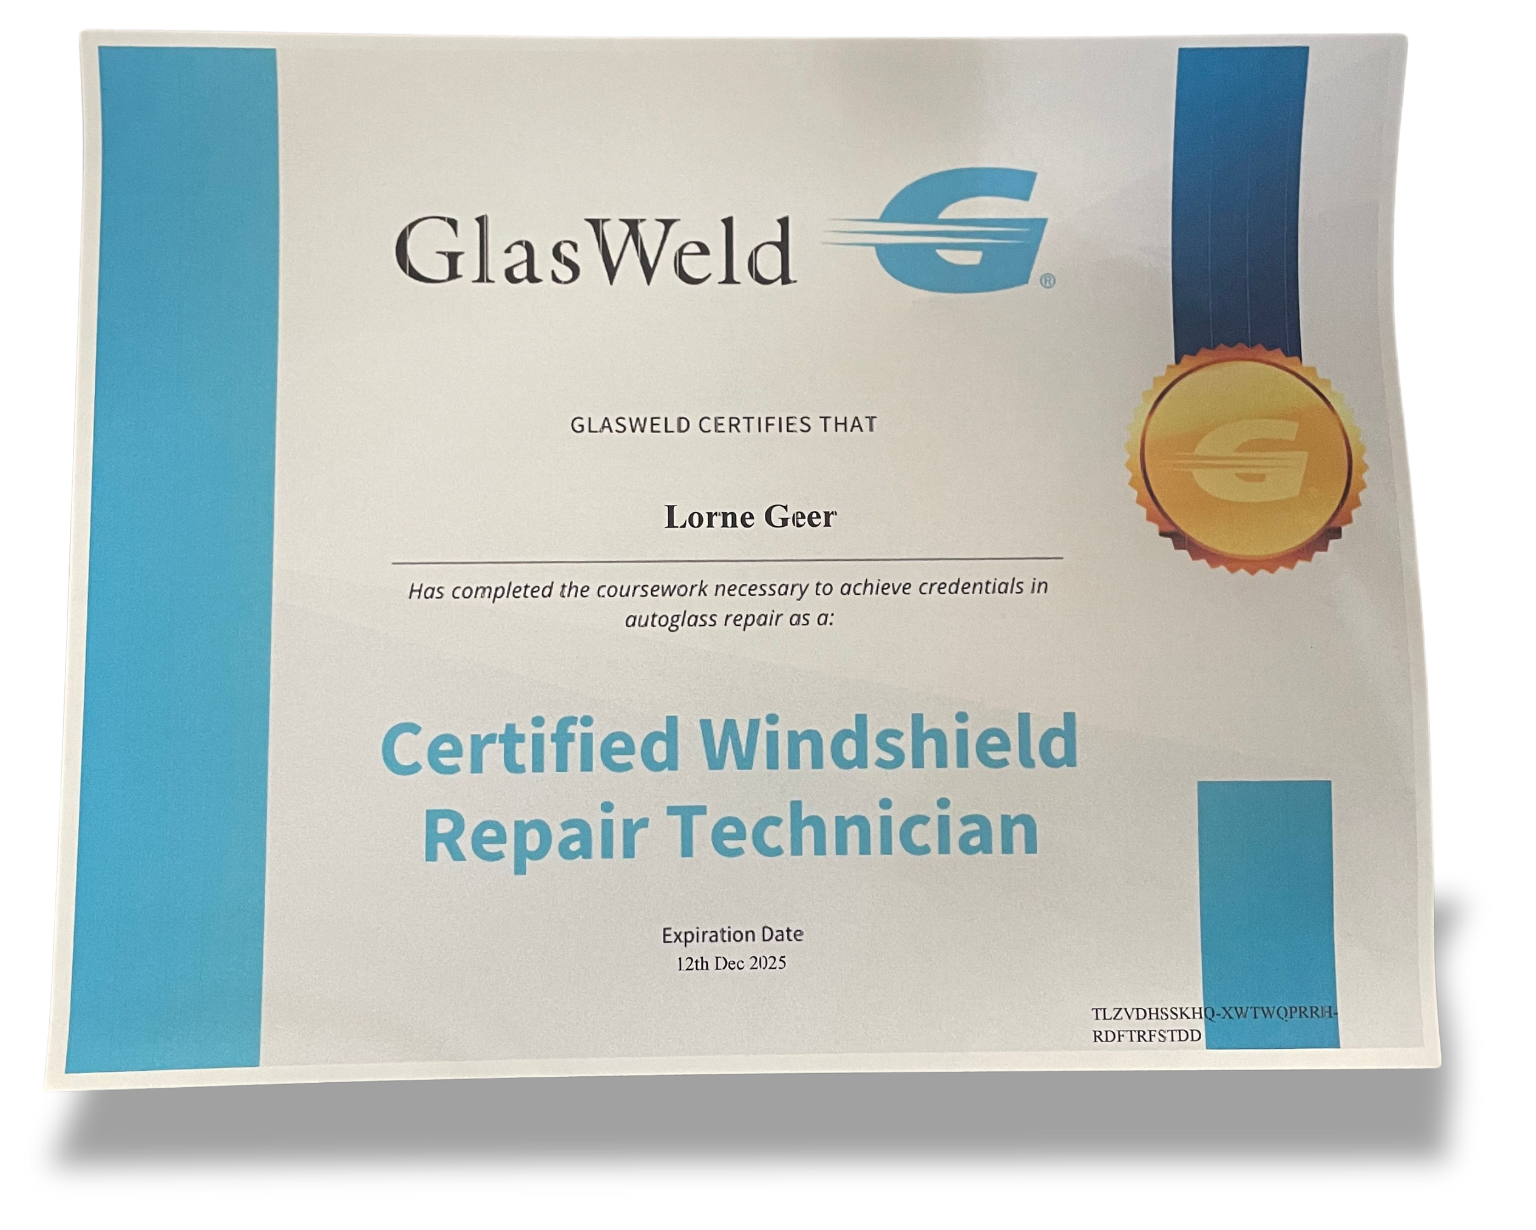 GlasWeld G®
GLASWELD CERTIFIES THAT
Lorne Geer
Has completed the coursework necessary to achieve credentials in
autoglass repair as a:
Certified Windshield
Repair Technician
Expiration Date
12th Dec 2025
TLZVDHSSKHQ-XWTWQPRRH-
RDFTRFSTDD